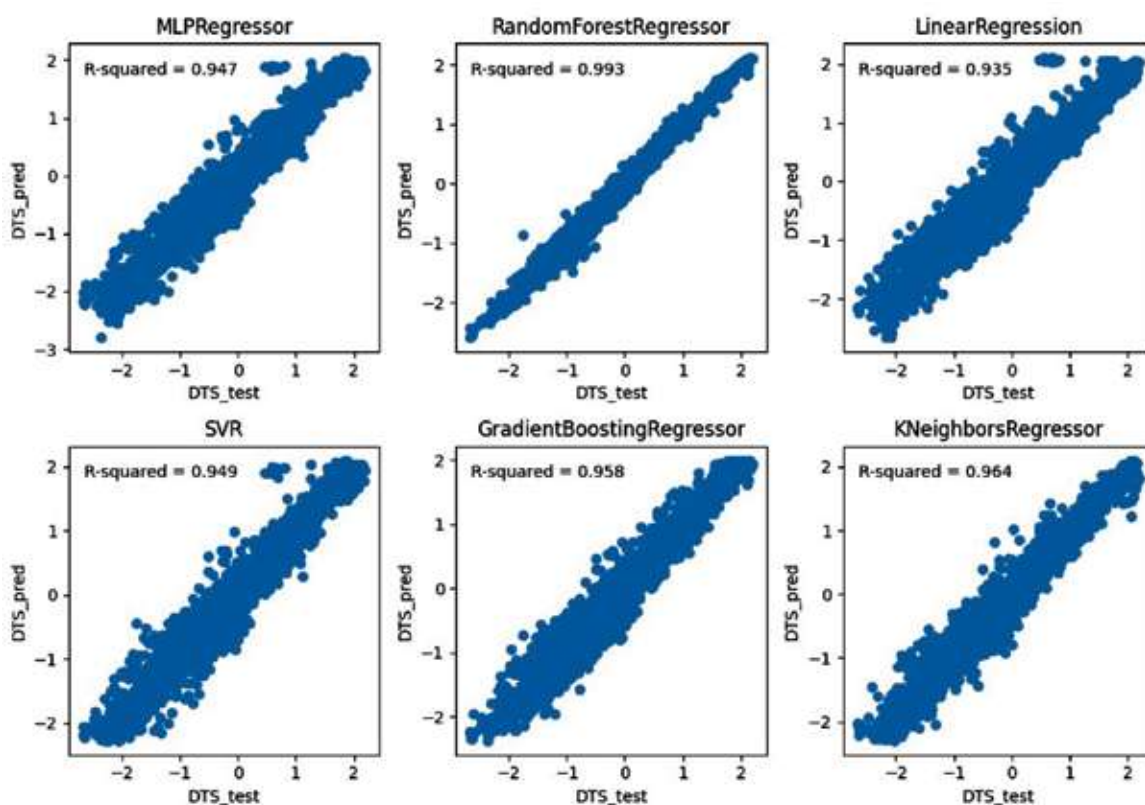 MLPRegressor
R-squared = 0.947
2
1
0
−1
−2
−3
DTS_pred
−2 −1 0 1 2
DTS_test
RandomForestRegressor
R-squared = 0.993
2
1
0
−1
−2
DTS_pred
−2 −1 0 1 2
DTS_test
LinearRegression
R-squared = 0.935
2
1
0
−1
−2
DTS_pred
−2 −1 0 1 2
DTS_test
SVR
R-squared = 0.949
2
1
0
−1
−2
DTS_pred
−2 −1 0 1 2
DTS_test
GradientBoostingRegressor
R-squared = 0.958
2
1
0
−1
−2
DTS_pred
−2 −1 0 1 2
DTS_test
KNeighborsRegressor
R-squared = 0.964
2
1
0
−1
−2
DTS_pred
−2 −1 0 1 2
DTS_test